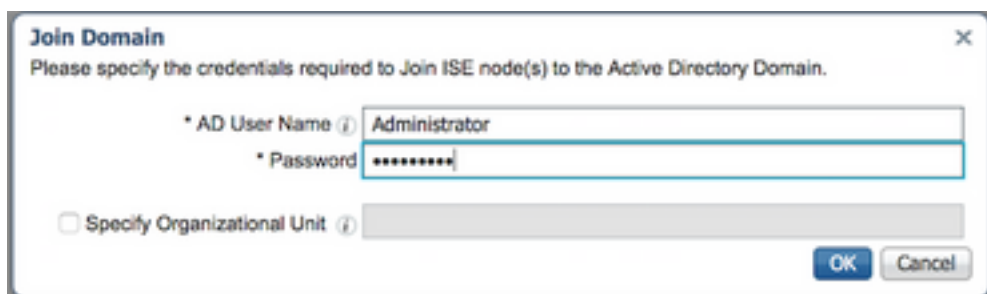 Join Domain
Please specify the credentials required to Join ISE node(s) to the Active Directory Domain.
* AD User Name i Administrator
* Password •••••••••
Specify Organizational Unit i
OK Cancel